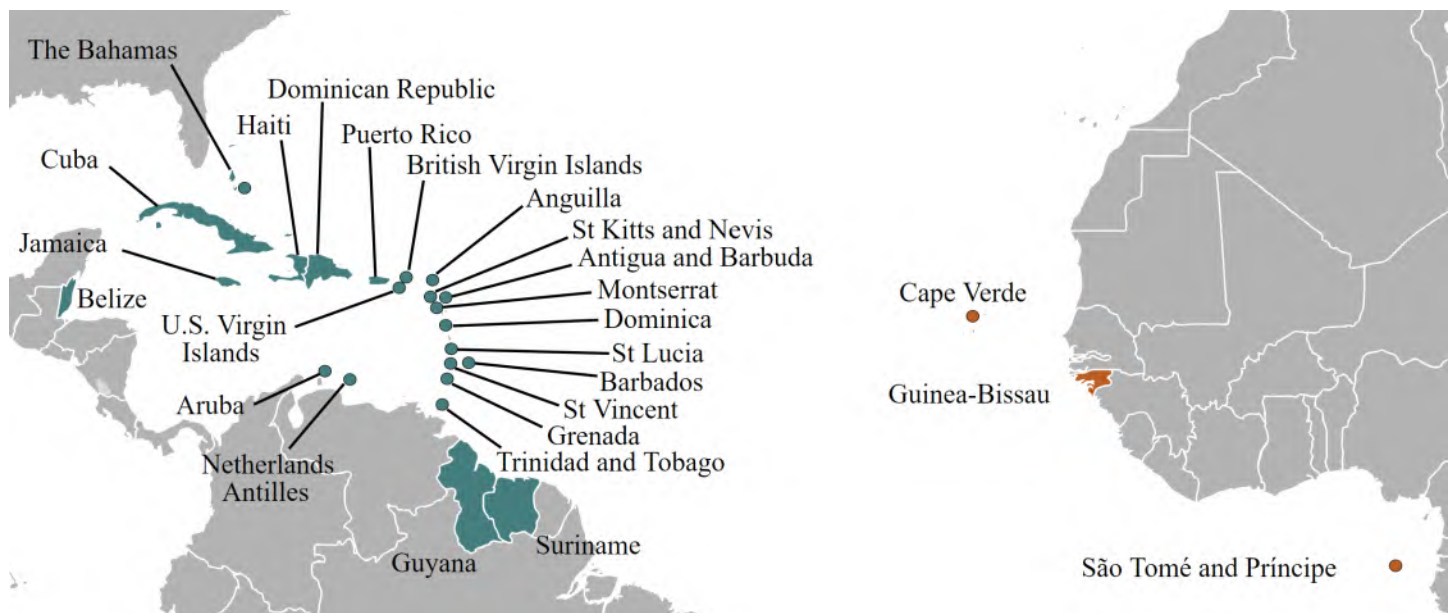 The Bahamas
Dominican Republic
Haiti
Puerto Rico
Cuba
British Virgin Islands
Anguilla
St Kitts and Nevis
Jamaica
Antigua and Barbuda
Montserrat
Belize
Dominica
U.S. Virgin
Islands
St Lucia
Barbados
Aruba
St Vincent
Grenada
Netherlands
Antilles
Trinidad and Tobago
Guyana
Suriname
Cape Verde
Guinea-Bissau
São Tomé and Príncipe